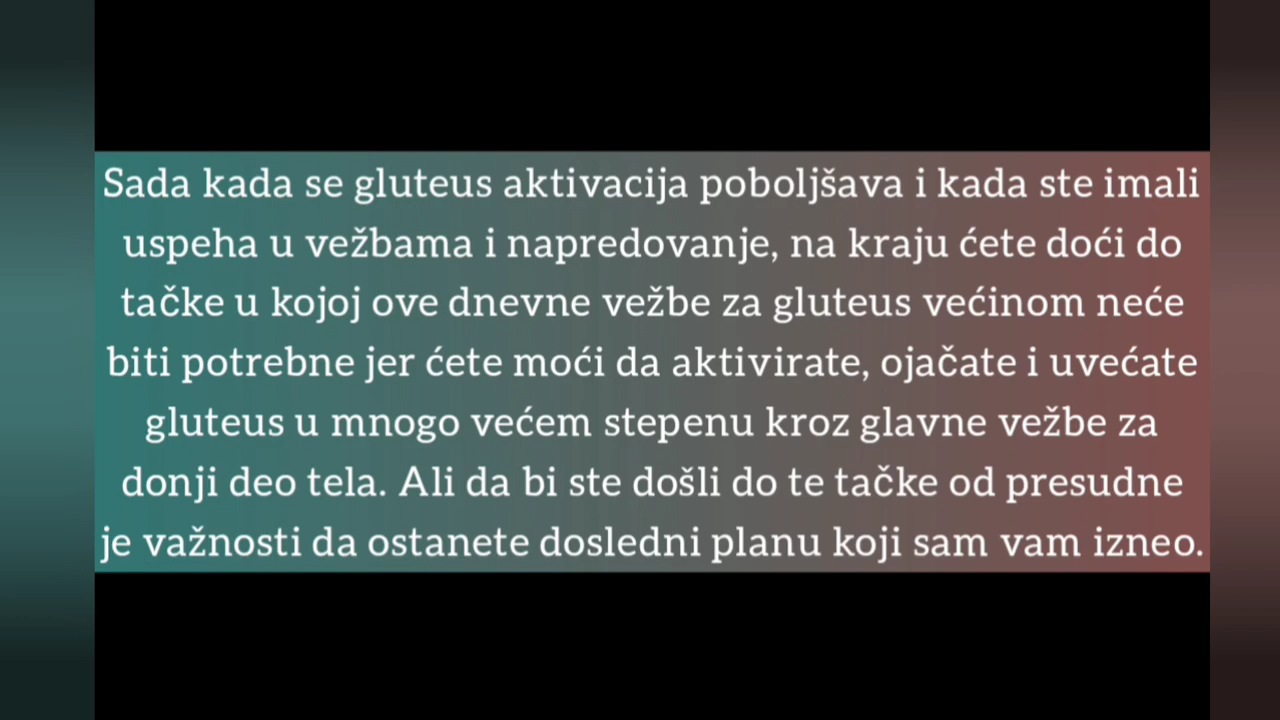 Sada kada se gluteus aktivacija poboljšava i kada ste imali
uspeha u vežbama i napredovanje, na kraju ćete doći do
tačke u kojoj ove dnevne vežbe za gluteus većinom neće
biti potrebne jer ćete moći da aktivirate, ojačate i uvećate
gluteus u mnogo većem stepenu kroz glavne vežbe za
donji deo tela. Ali da bi ste došli do te tačke od presudne
je važnosti da ostanete dosledni planu koji sam vam izneo.